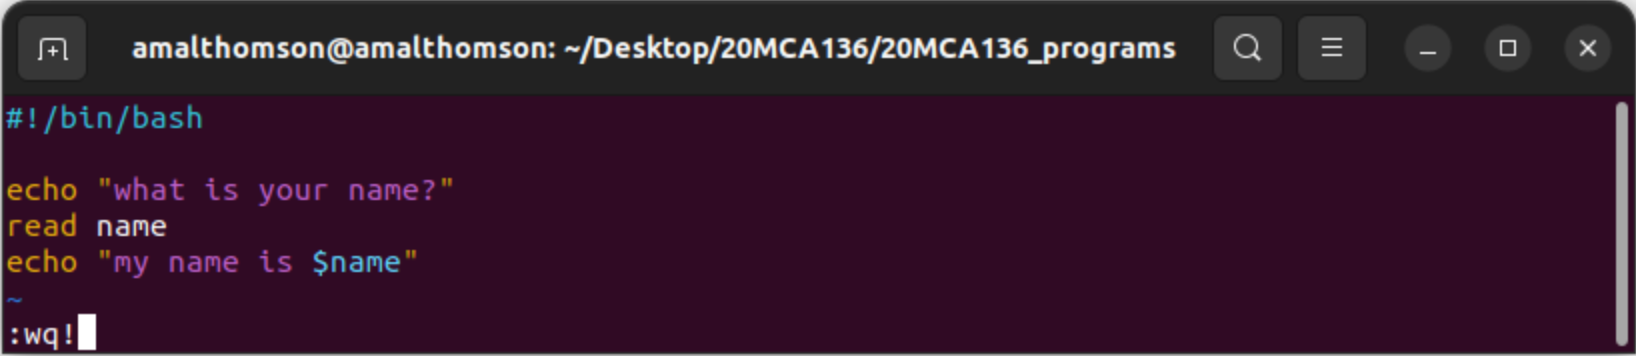 amalthomson@amalthomson: ~/Desktop/20MCA136/20MCA136_programs
#!/bin/bash
echo "what is your name?"
read name
echo "my name is $name"
~
:wq!